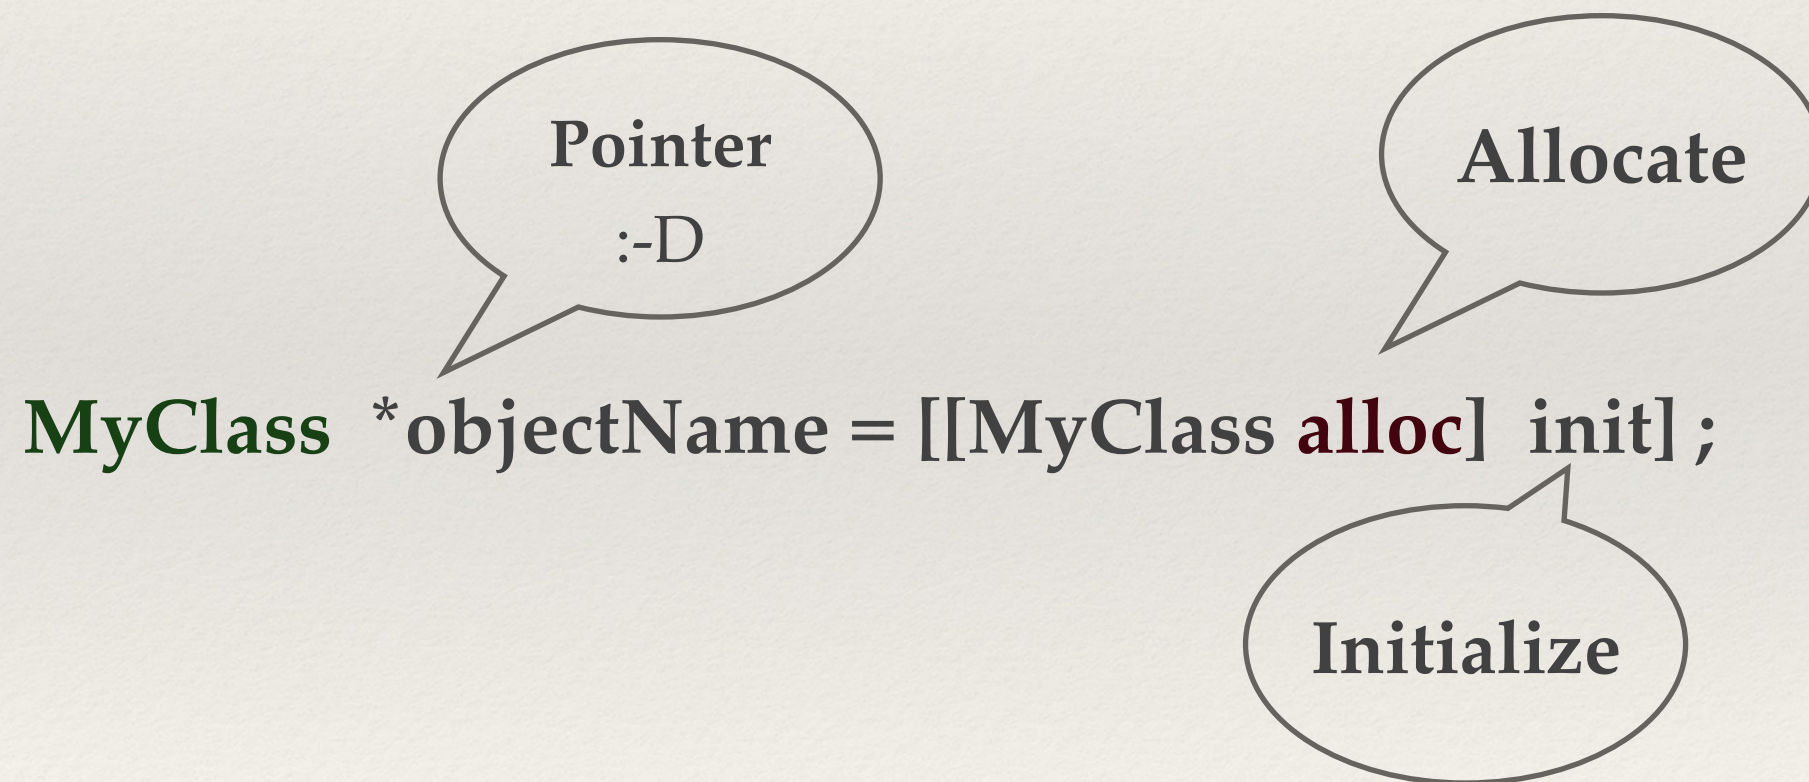 Pointer
:-D
Allocate
MyClass *objectName = [[MyClass alloc] init] ;
Initialize